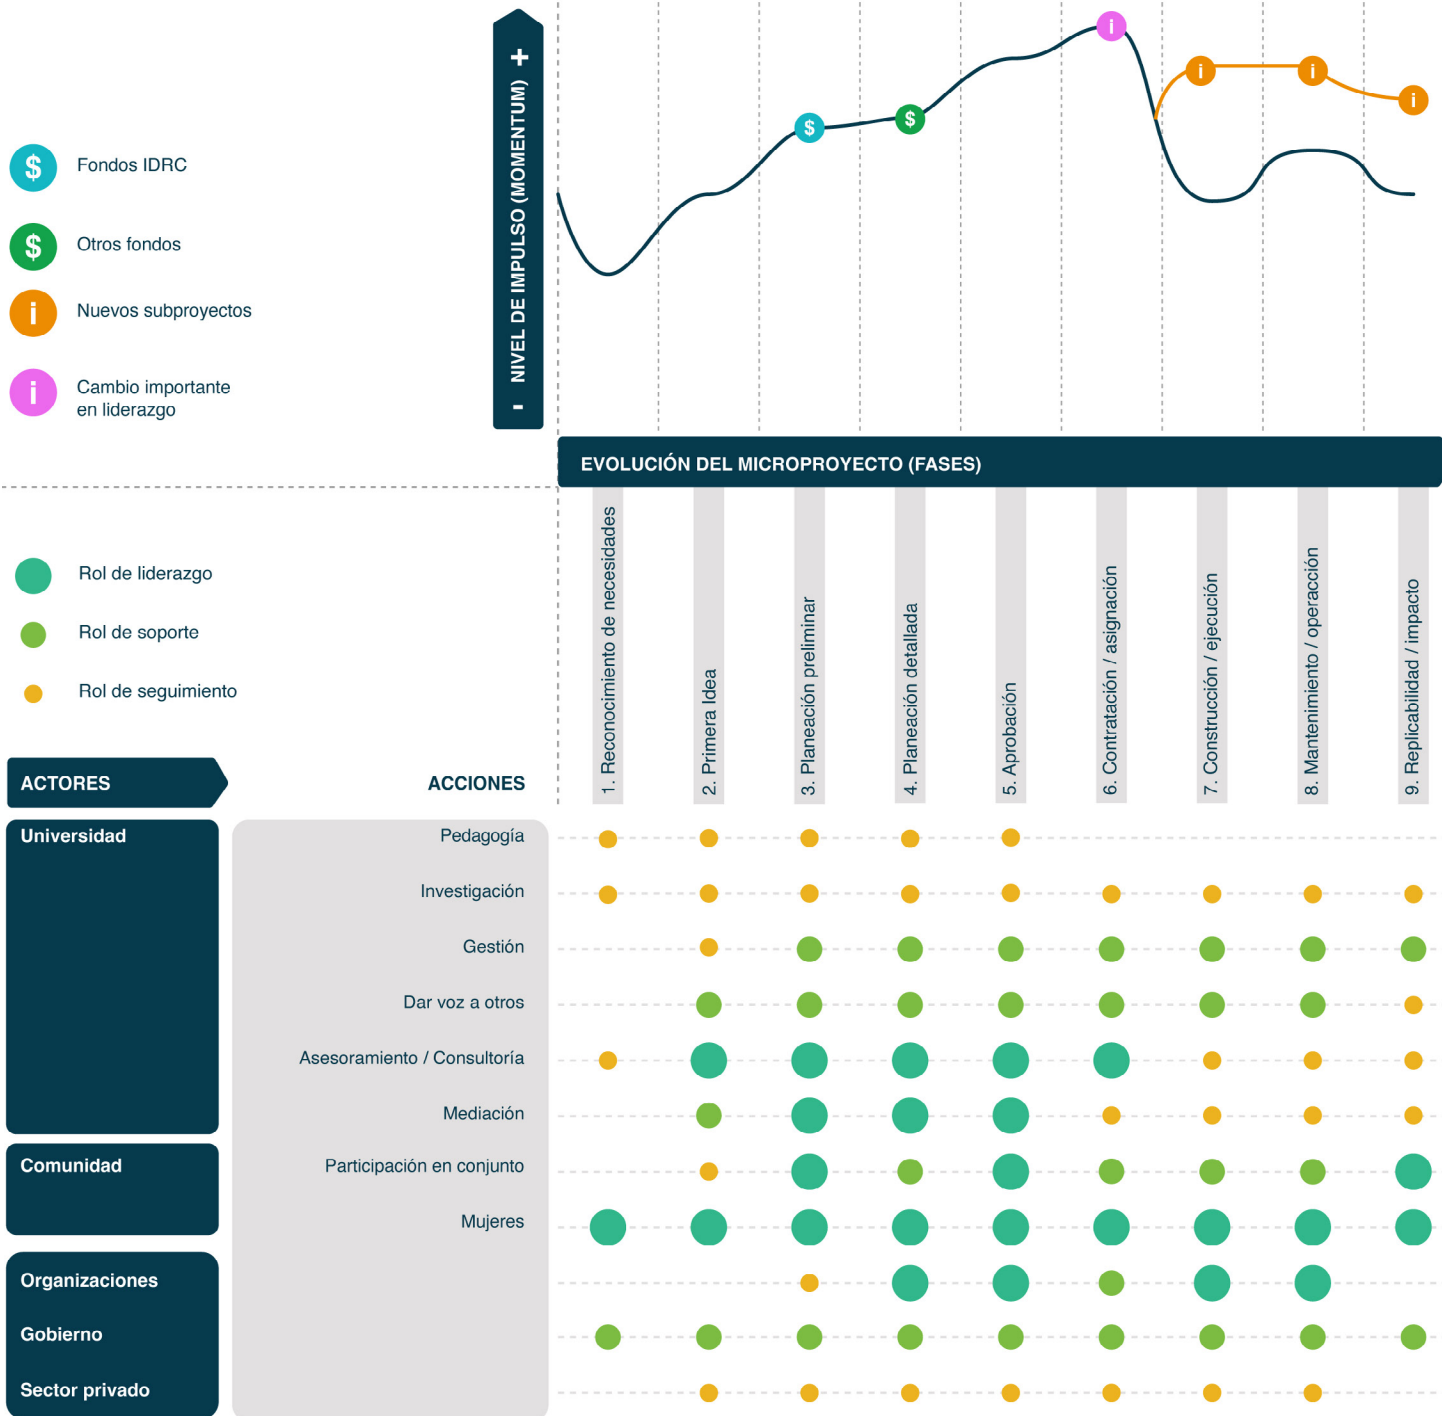 $ Fondos IDRC
$ Otros fondos
i Nuevos subproyectos
i Cambio importante
en liderazgo
- NIVEL DE IMPULSO (MOMENTUM) +
$
$
i
i
i
i
EVOLUCIÓN DEL MICROPROYECTO (FASES)
Rol de liderazgo
Rol de soporte
Rol de seguimiento
1. Reconocimiento de necesidades
2. Primera Idea
3. Planeación preliminar
4. Planeación detallada
5. Aprobación
6. Contratación / asignación
7. Construcción / ejecución
8. Mantenimiento / operacción
9. Replicabilidad / impacto
ACTORES
ACCIONES
Universidad
Pedagogía
Investigación
Gestión
Dar voz a otros
Asesoramiento / Consultoría
Mediación
Comunidad
Participación en conjunto
Mujeres
Organizaciones
Gobierno
Sector privado